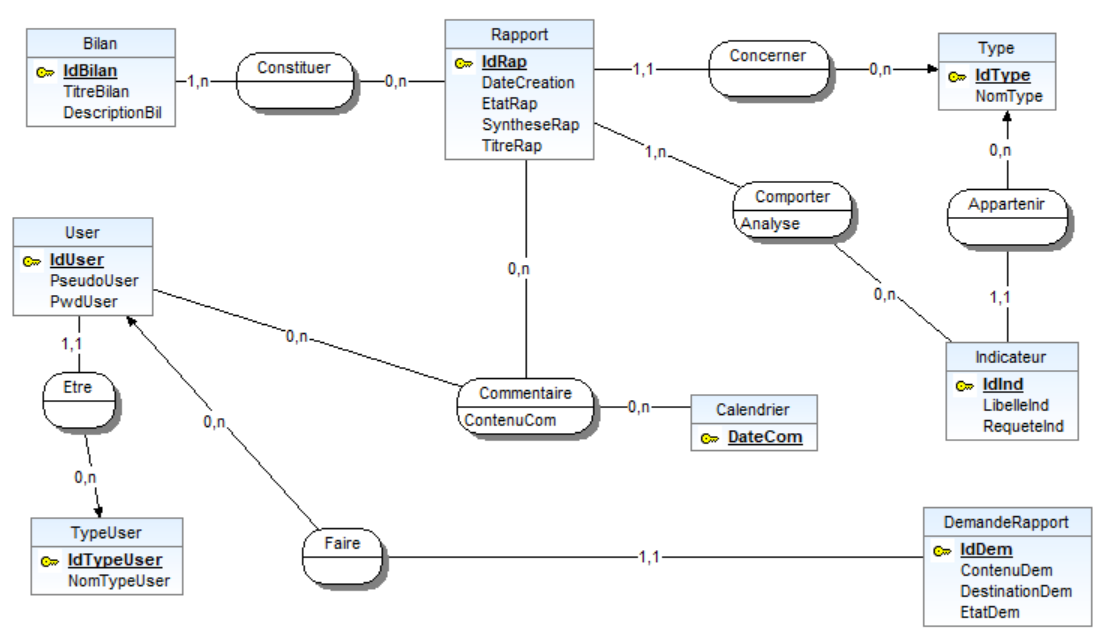 Bilan
IdBilan
TitreBilan
DescriptionBil
1,n
Constituer
0,n
Rapport
IdRap
DateCreation
EtatRap
SyntheseRap
TitreRap
1,1
Concerner
0,n
Type
IdType
NomType
1,n
Comporter
Analyse
0,n
0,n
Appartenir
1,1
Indicateur
IdInd
LibelleInd
RequeteInd
User
IdUser
PseudoUser
PwdUser
0,n
0,n
Commentaire
ContenuCom
0,n
Calendrier
DateCom
1,1
Etre
0,n
TypeUser
IdTypeUser
NomTypeUser
0,n
Faire
1,1
DemandeRapport
IdDem
ContenuDem
DestinationDem
EtatDem